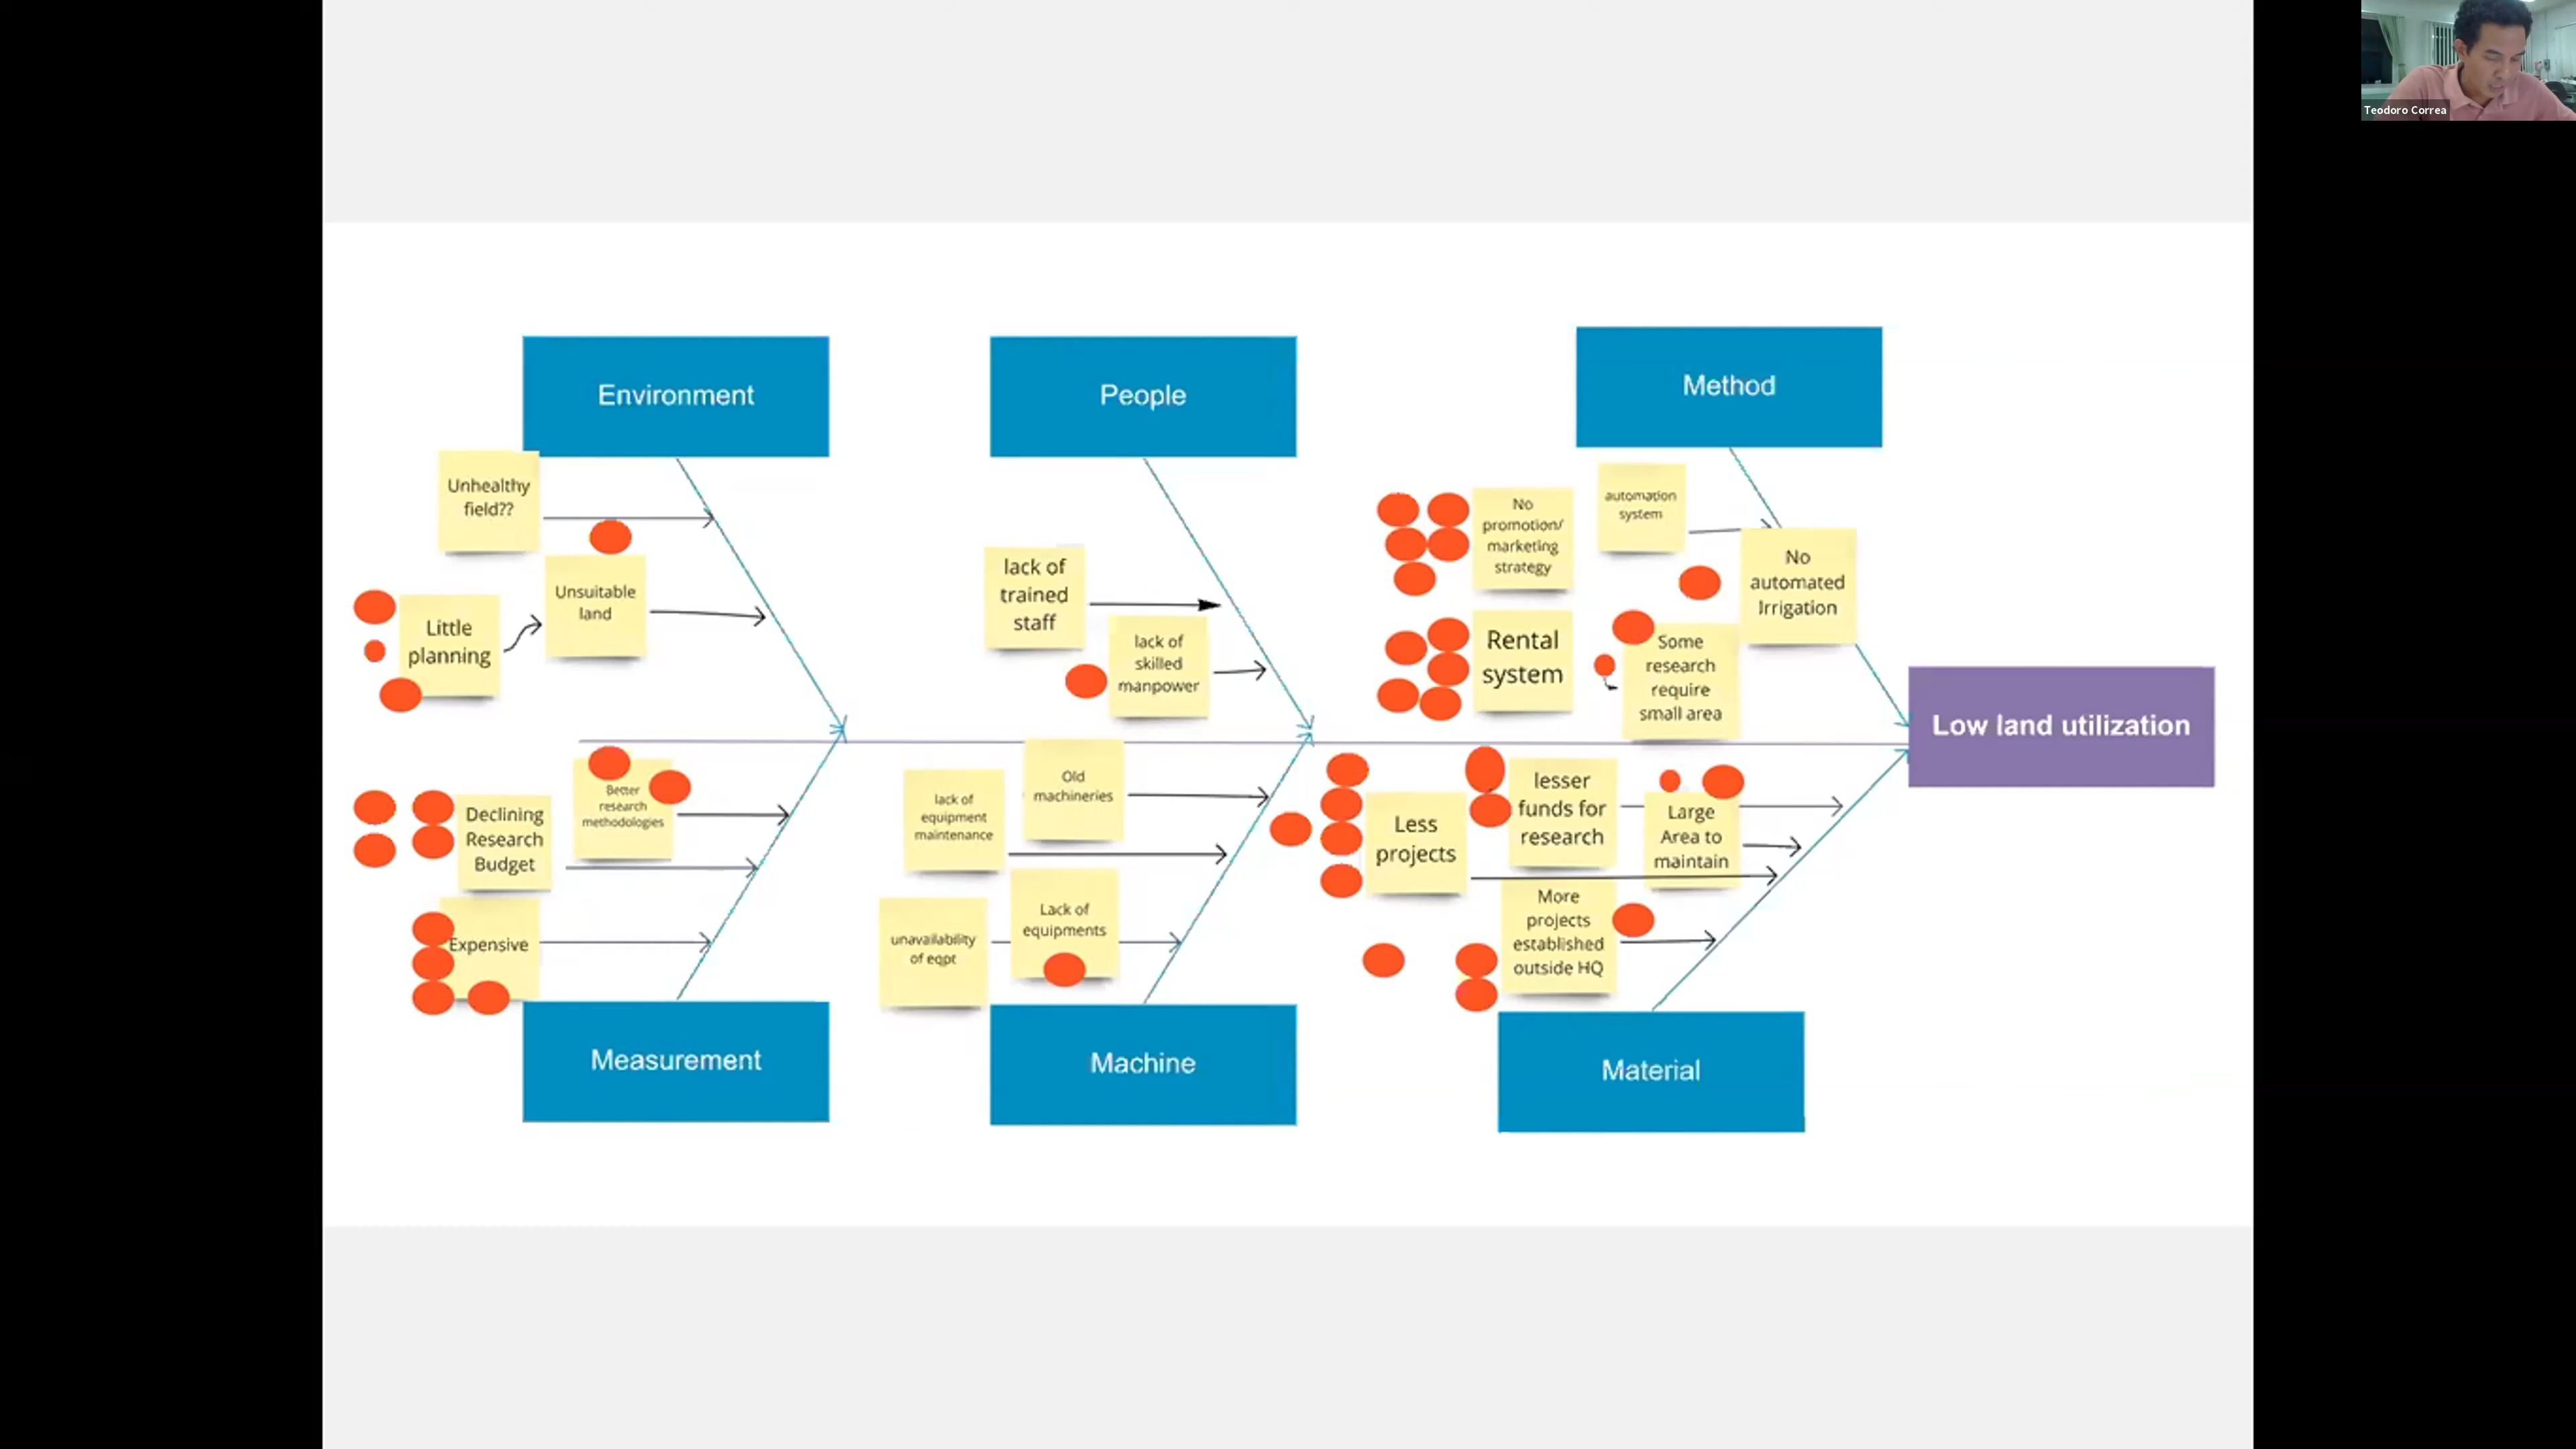 Teodoro Correa
Environment
People
Method
Unhealthy
field??
Unsuitable
land
Little
planning
lack of
trained
staff
lack of
skilled
manpower
No
promotion/
marketing
strategy
automation
system
No
automated
Irrigation
Rental
system
Some
research
require
small area
Low land utilization
Better
research
methodologies
Declining
Research
Budget
Expensive
Old
machineries
lack of
equipment
maintenance
Lack of
equipments
unavailability
of eqpt
Less
projects
lesser
funds for
research
Large
Area to
maintain
More
projects
established
outside HQ
Measurement
Machine
Material